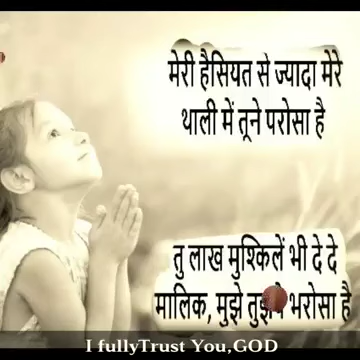 मेरी हैसियत से ज्यादा मेरे
थाली में तूने परोसा है
तु लाख मुश्किलें भी दे दे
मालिक, मुझे भरोसा है
I fullyTrust You,GOD